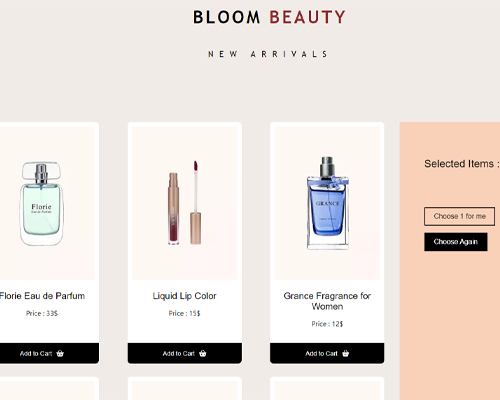 BLOOM BEAUTY
NEW ARRIVALS
Florie
Eau de Parfum
GRANCE
Selected Items :
Choose 1 for me
Choose Again
Florie Eau de Parfum
Price : 33$
Add to Cart
Liquid Lip Color
Price : 15$
Add to Cart
Grance Fragrance for
Women
Price : 12$
Add to Cart